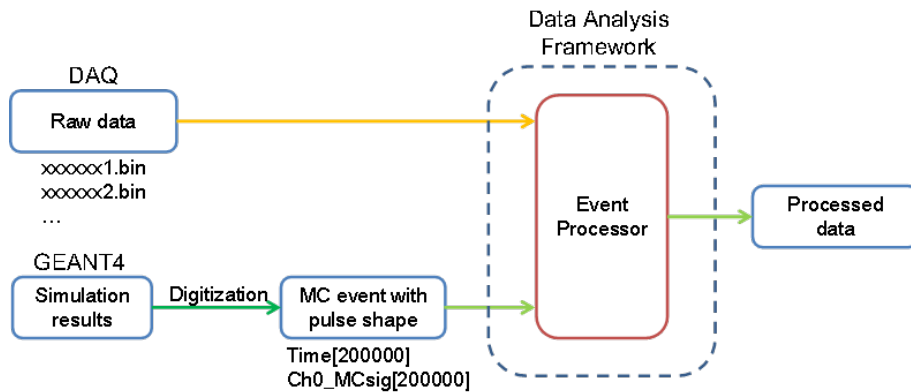 Data Analysis
Framework
DAQ
Raw data
xxxxxx1.bin
xxxxxx2.bin
...
Event
Processor
Processed
data
GEANT4
Simulation
results
Digitization
MC event with
pulse shape
Time[200000]
Ch0_MCsig[200000]